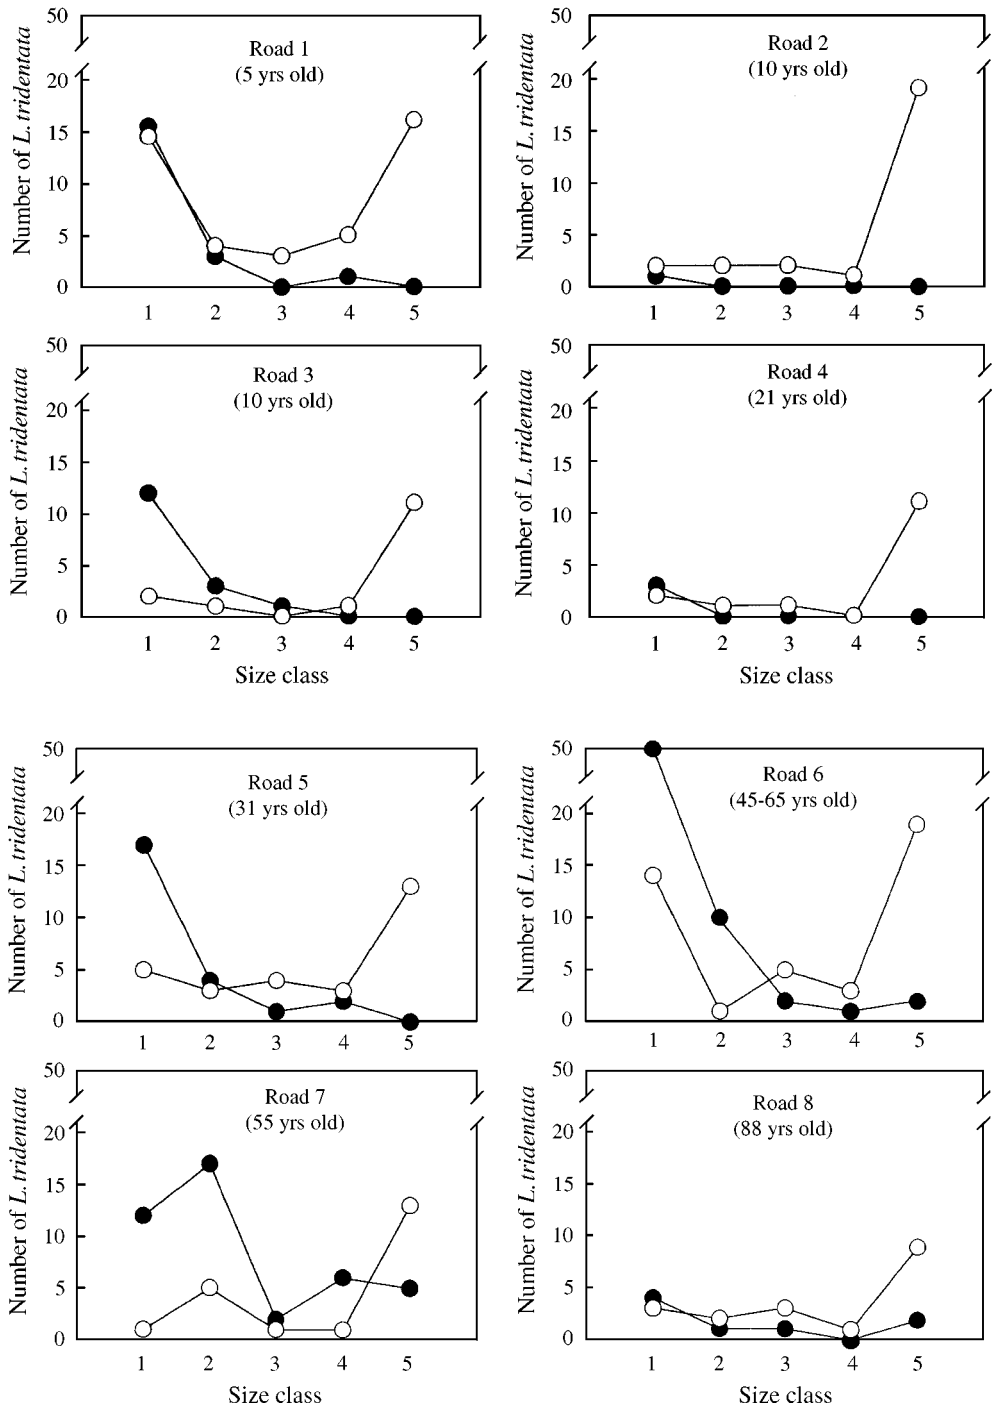 Number of L. tridentata
50
20
15
10
5
0
Road 1
(5 yrs old)
1 2 3 4 5
Number of L. tridentata
50
20
15
10
5
0
Road 2
(10 yrs old)
1 2 3 4 5
Number of L. tridentata
50
20
15
10
5
0
Road 3
(10 yrs old)
1 2 3 4 5
Size class
Number of L. tridentata
50
20
15
10
5
0
Road 4
(21 yrs old)
1 2 3 4 5
Size class
Number of L. tridentata
50
20
15
10
5
0
Road 5
(31 yrs old)
1 2 3 4 5
Number of L. tridentata
50
20
15
10
5
0
Road 6
(45-65 yrs old)
1 2 3 4 5
Number of L. tridentata
50
20
15
10
5
0
Road 7
(55 yrs old)
1 2 3 4 5
Size class
Number of L. tridentata
50
20
15
10
5
0
Road 8
(88 yrs old)
1 2 3 4 5
Size class